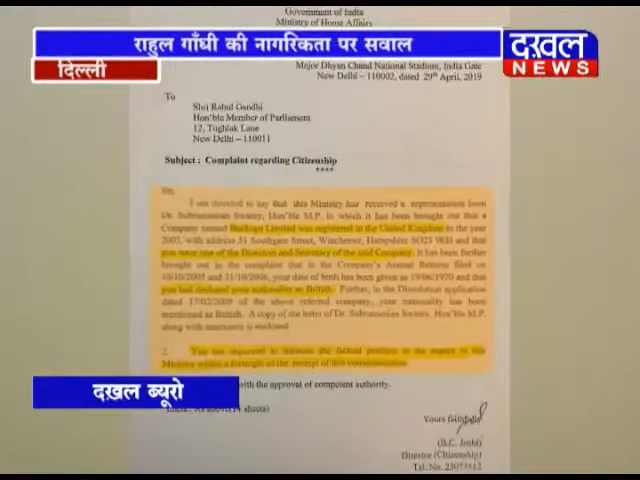 Government of India
Ministry of Home Affairs
राहुल गाँधी की नागरिकता पर सवाल
दख़ल
NEWS
दिल्ली
Major Dhyan Chand National Stadium, India Gate
New Delhi – 110002, dated 29th April, 2019
To
Shri Rahul Gandhi
Hon'ble Member of Parliament
12, Tughlak Lane
New Delhi – 110011
Subject : Complaint regarding Citizenship
****
Sir,
I am directed to say that this Ministry has received a representation from
Dr. Subramanian Swamy, Hon'ble M.P. in which it has been brought out that a
Company named Backops Limited was registered in the United Kingdom in the year
2003, with address 51 Southgate Street, Winchester, Hampshire SO23 9EH and that
you were one of the Directors and Secretary of the said Company. It has been further
brought out in the complaint that in the Company's Annual Returns filed on
10/10/2005 and 31/10/2006, your date of birth has been given as 19/06/1970 and that
you had declared your nationality as British. Further, in the Dissolution application
dated 17/02/2009 of the above referred company, your nationality has been
mentioned as British. A copy of the letter of Dr. Subramanian Swamy, Hon'ble M.P.
along with annexures is enclosed.
2. You are requested to intimate the factual position in the matter to this
Ministry within a fortnight of the receipt of this communication.
with the approval of competent authority.
दख़ल ब्यूरो
Encl.: As above (14 sheets)
Yours faithfully
(B.C. Joshi)
Director (Citizenship)
Tel. No.